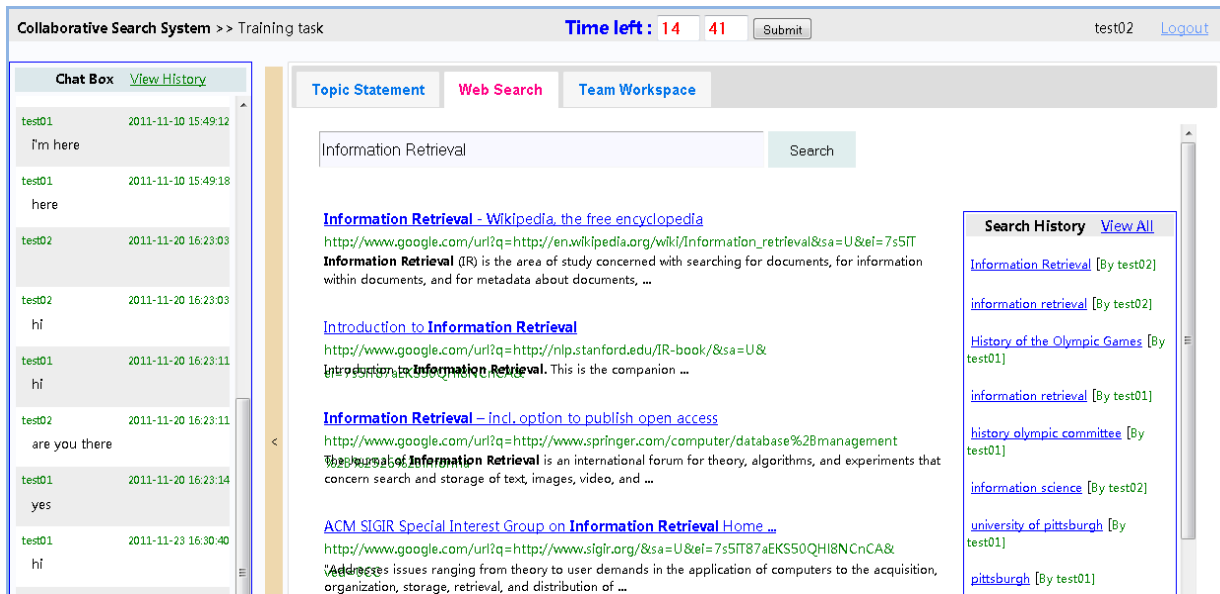 Collaborative Search System >> Training task
Time left : 14 41 Submit
test02 Logout
Chat Box View History
test01 2011-11-10 15:49:12
i'm here
test01 2011-11-10 15:49:18
here
test02 2011-11-20 16:23:03
test02 2011-11-20 16:23:03
hi
test01 2011-11-20 16:23:11
hi
test02 2011-11-20 16:23:11
are you there
test01 2011-11-20 16:23:14
yes
test01 2011-11-23 16:30:40
hi
<
Topic Statement Web Search Team Workspace
Information Retrieval Search
Information Retrieval - Wikipedia, the free encyclopedia
http://www.google.com/url?q=http://en.wikipedia.org/wiki/Information_retrieval&sa=U&ei=7s5iT
Information Retrieval (IR) is the area of study concerned with searching for documents, for information
within documents, and for metadata about documents, ...
Introduction to Information Retrieval
http://www.google.com/url?q=http://nlp.stanford.edu/IR-book/&sa=U&
ei=7s5iT87aEKS50QHI8NCnCA&
Introduction to Information Retrieval. This is the companion ...
Information Retrieval – incl. option to publish open access
http://www.google.com/url?q=http://www.springer.com/computer/database%2Bmanagement
The journal of Information Retrieval is an international forum for theory, algorithms, and experiments that
concern search and storage of text, images, video, and ...
ACM SIGIR Special Interest Group on Information Retrieval Home ...
http://www.google.com/url?q=http://www.sigir.org/&sa=U&ei=7s5iT87aEKS50QHI8NCnCA&
"Addresses issues ranging from theory to user demands in the application of computers to the acquisition,
organization, storage, retrieval, and distribution of ...
Search History View All
Information Retrieval [By test02]
information retrieval [By test02]
History of the Olympic Games [By
test01]
information retrieval [By test01]
history olympic committee [By
test01]
information science [By test02]
university of pittsburgh [By
test01]
pittsburgh [By test01]